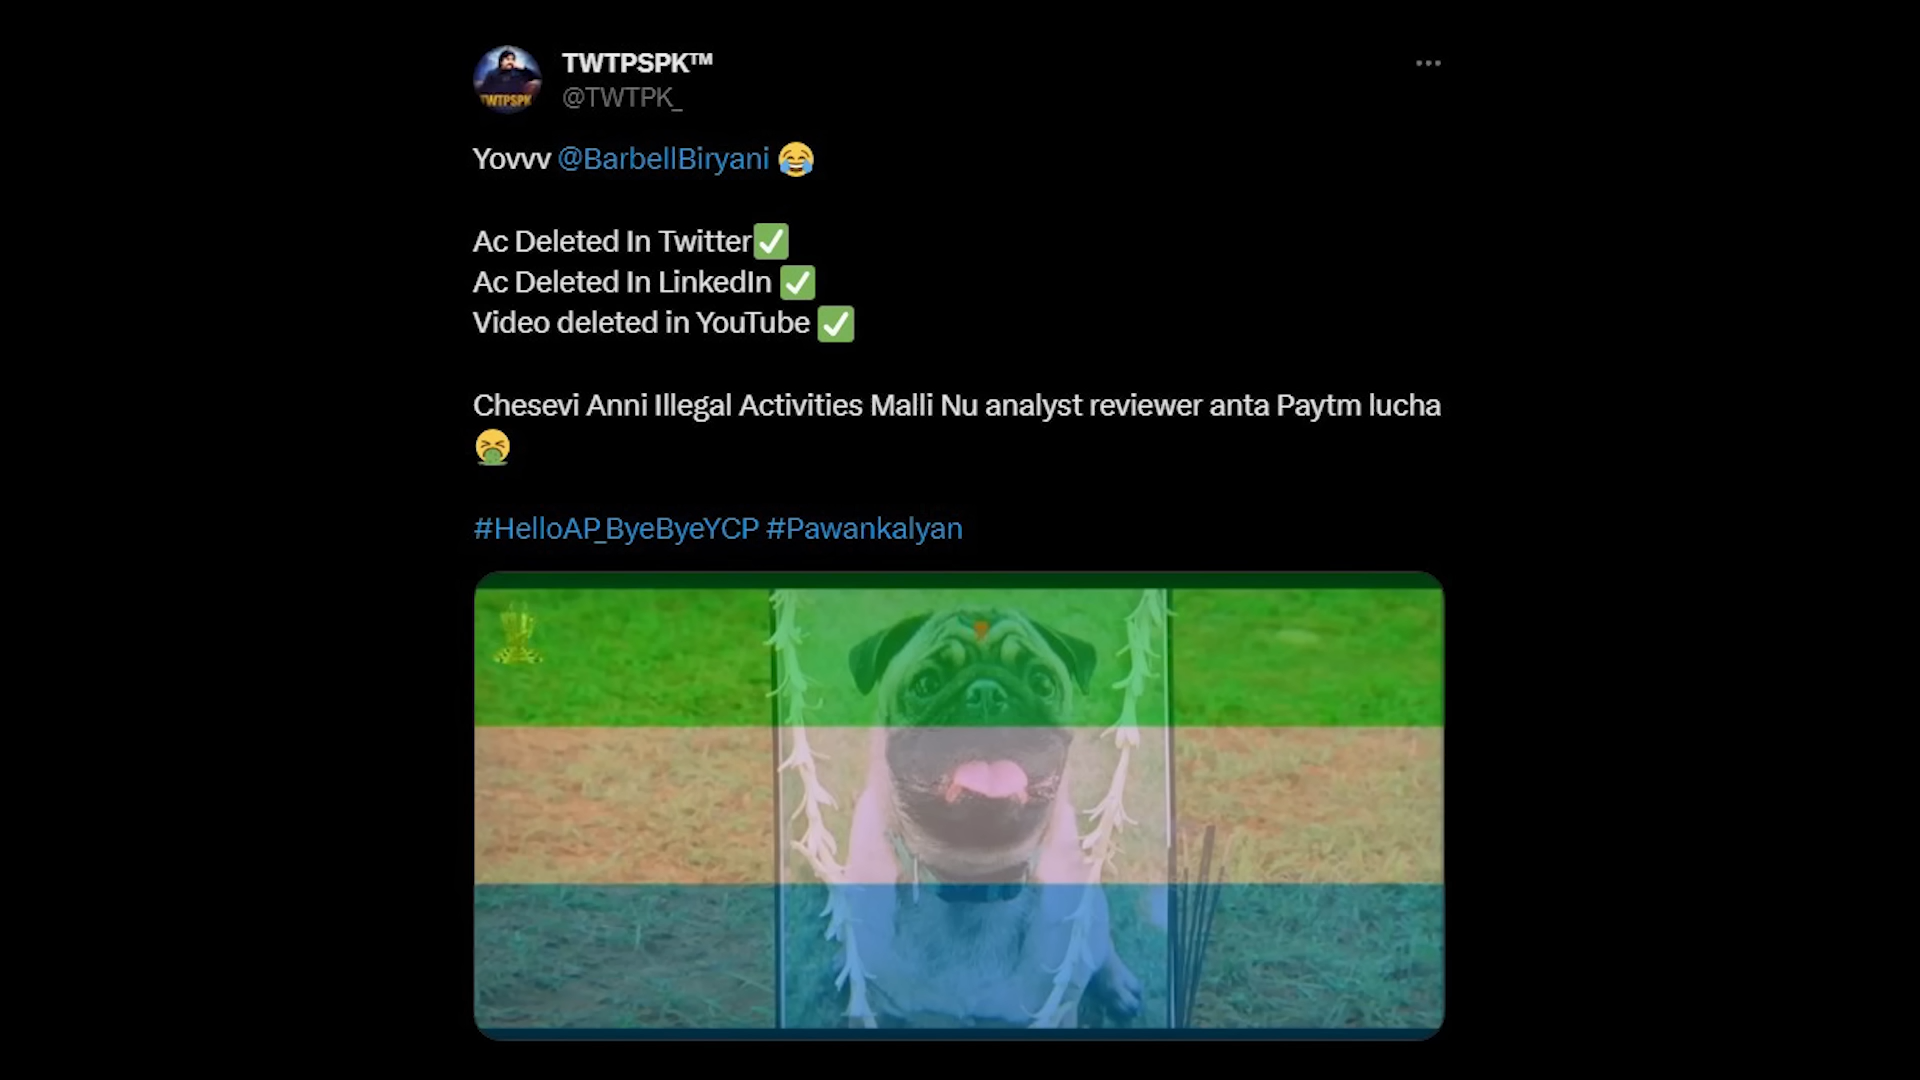 TWTPSPK™
@TWTPK_
TWTPSPK
Yovvv @BarbellBiryani 😂
Ac Deleted In Twitter✅
Ac Deleted In LinkedIn ✅
Video deleted in YouTube ✅
Chesevi Anni Illegal Activities Malli Nu analyst reviewer anta Paytm lucha
🤮
#HelloAP_ByeByeYCP #Pawankalyan